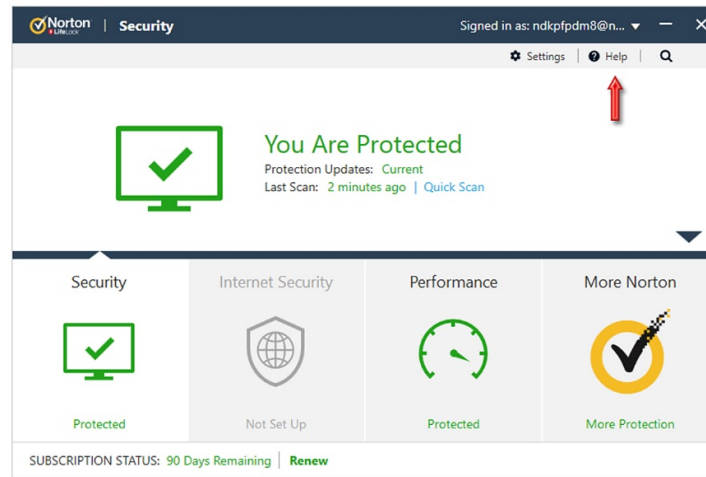 Norton | Security
LifeLock
Signed in as: ndkpfpdm8@n...
Settings | Help |
You Are Protected
Protection Updates: Current
Last Scan: 2 minutes ago | Quick Scan
Security
Internet Security
Performance
More Norton
Protected
Not Set Up
Protected
More Protection
SUBSCRIPTION STATUS: 90 Days Remaining | Renew